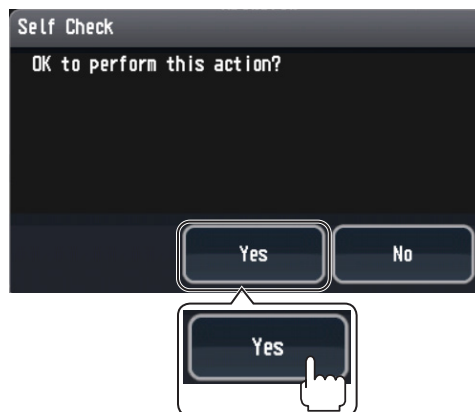 Self Check
OK to perform this action?
Yes No
Yes